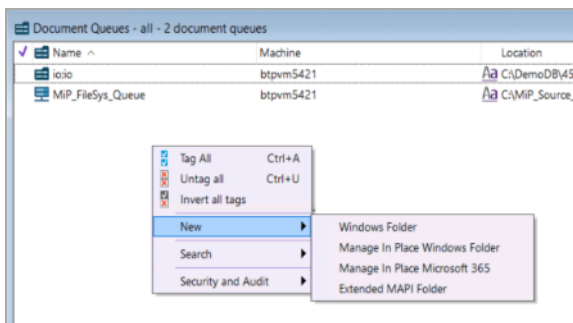 Document Queues - all - 2 document queues
Name Machine Location
io:io btpvm5421 C:\DemoDB\45
MiP_FileSys_Queue btpvm5421 C:\MiP_Source_
Tag All Ctrl+A
Untag all Ctrl+U
Invert all tags
New
Search
Security and Audit
Windows Folder
Manage In Place Windows Folder
Manage In Place Microsoft 365
Extended MAPI Folder